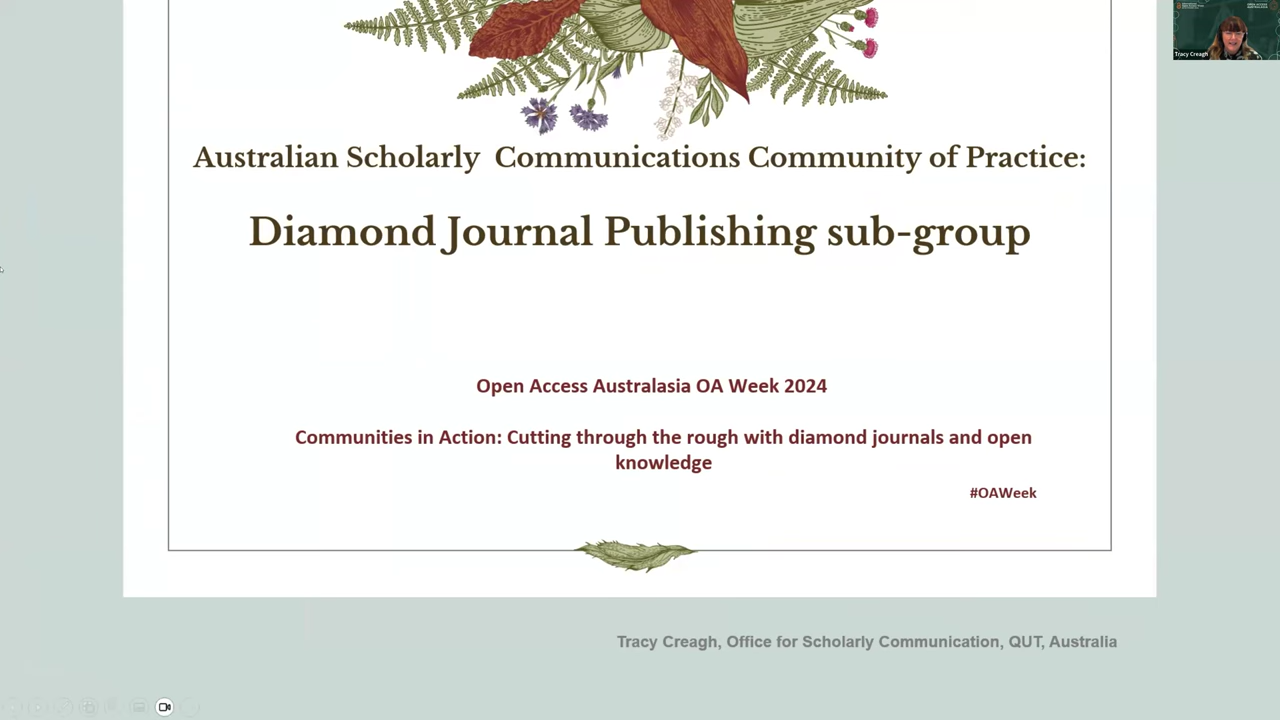 Australian Scholarly Communications Community of Practice:
Diamond Journal Publishing sub-group
Open Access Australasia OA Week 2024
Communities in Action: Cutting through the rough with diamond journals and open
knowledge
#OAWeek
Tracy Creagh, Office for Scholarly Communication, QUT, Australia
Tracy Creagh